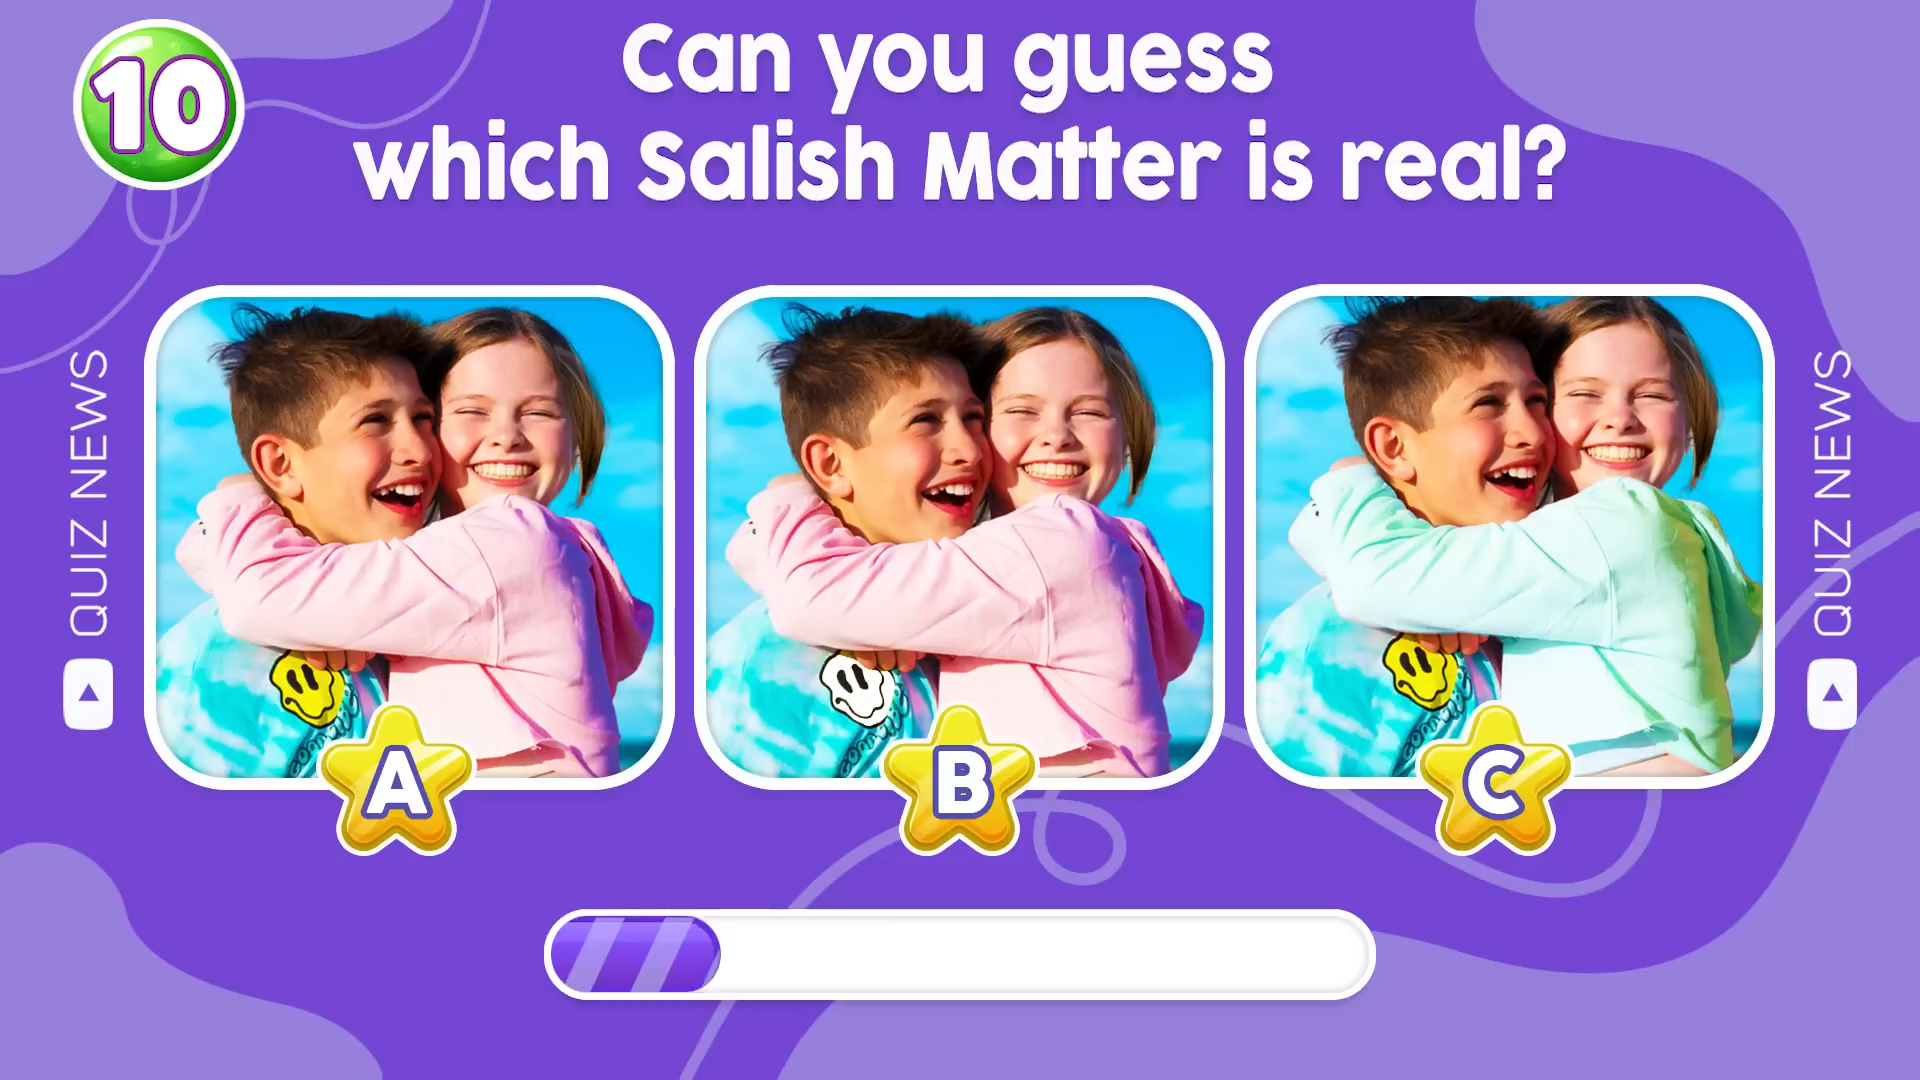 10
Can you guess
which Salish Matter is real?
QUIZ NEWS
QUIZ NEWS
A
B
C